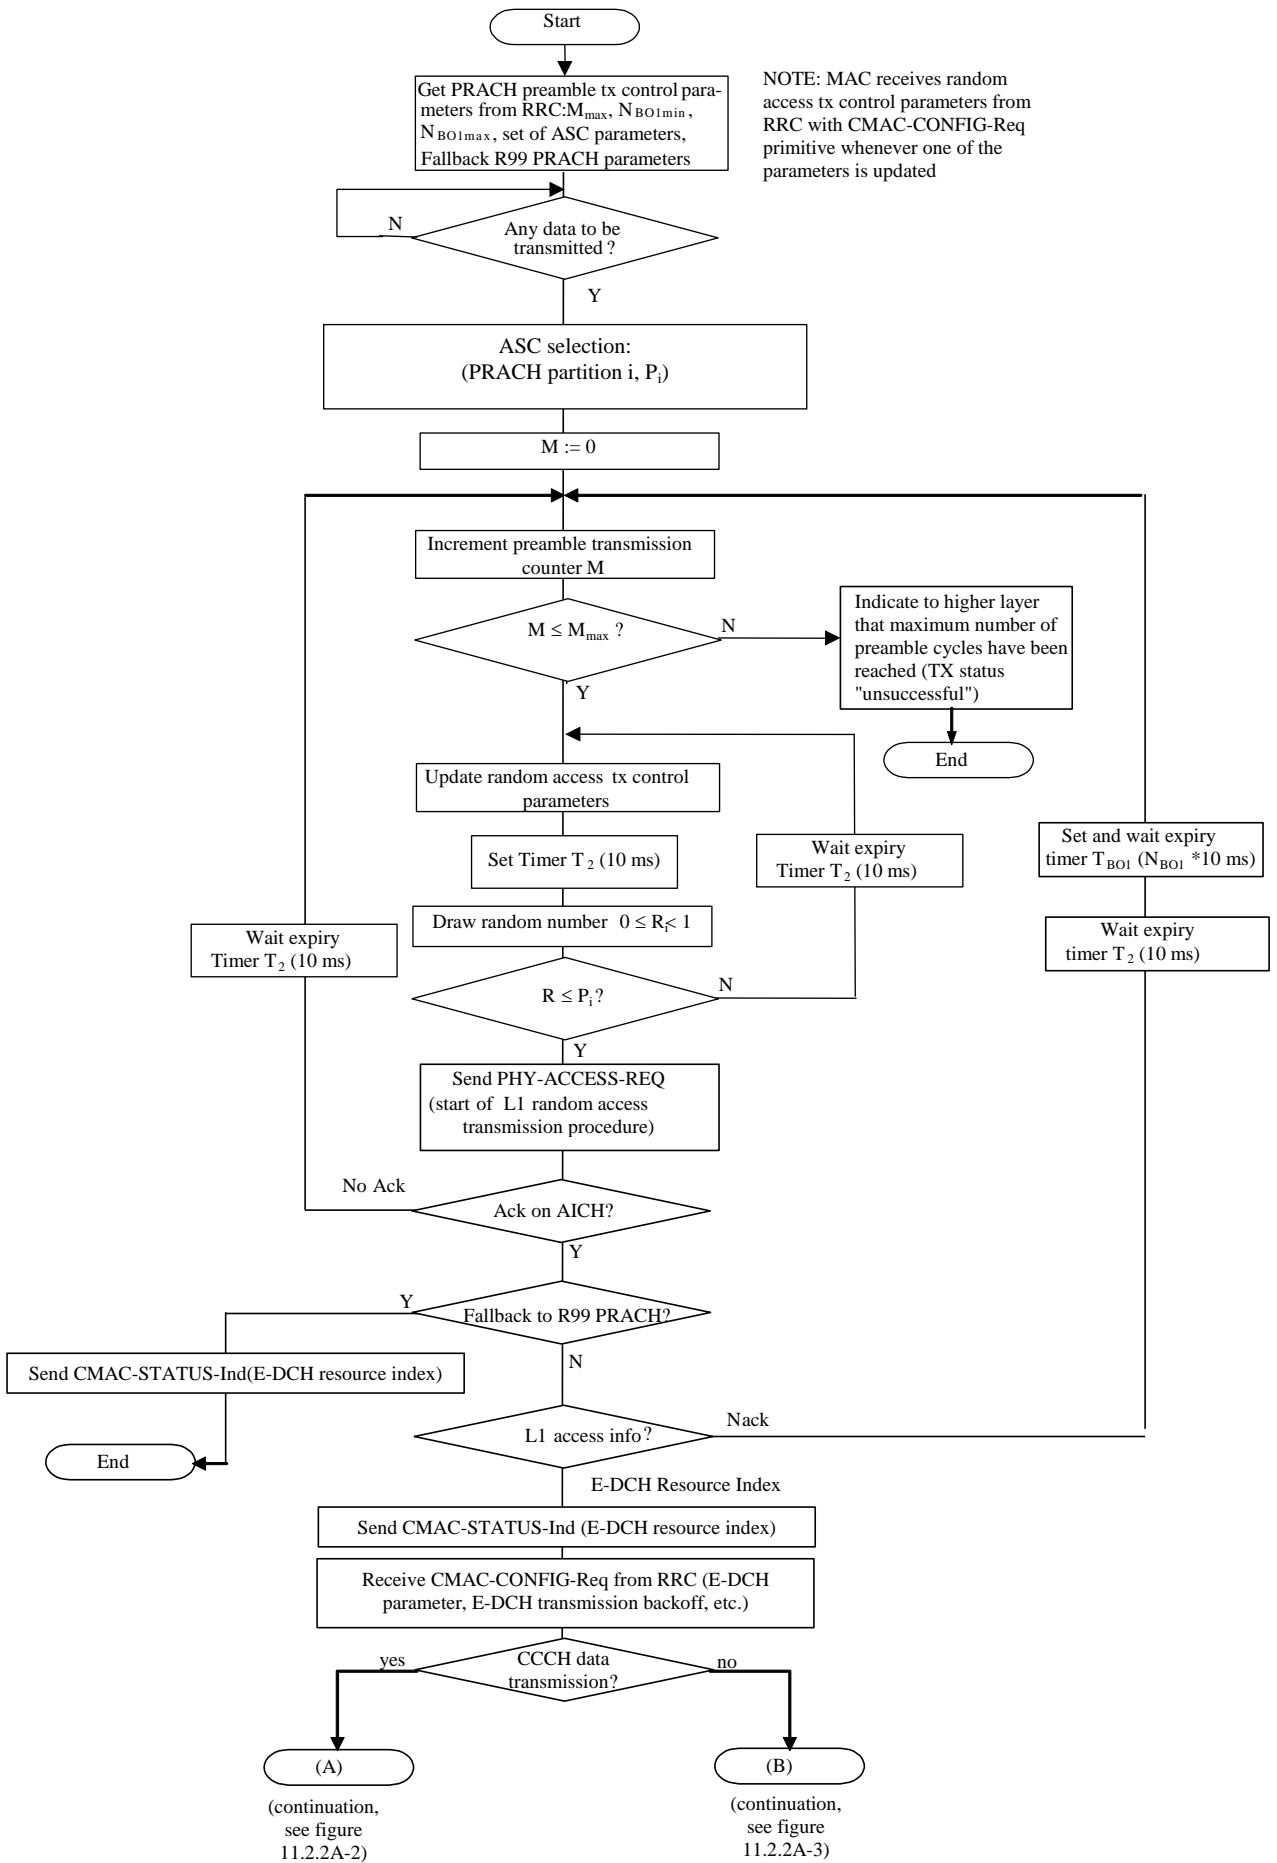 Start
Get PRACH preamble tx control para-
meters from RRC:Mmax, NBO1min,
NBO1max, set of ASC parameters,
Fallback R99 PRACH parameters
NOTE: MAC receives random
access tx control parameters from
RRC with CMAC-CONFIG-Req
primitive whenever one of the
parameters is updated
N
Any data to be
transmitted ?
Y
ASC selection:
(PRACH partition i, Pi)
M := 0
Increment preamble transmission
counter M
M ≤ Mmax ?
N
Y
Indicate to higher layer
that maximum number of
preamble cycles have been
reached (TX status
"unsuccessful")
End
Update random access tx control
parameters
Set Timer T2 (10 ms)
Wait expiry
Timer T2 (10 ms)
Set and wait expiry
timer TBO1 (NBO1 *10 ms)
Draw random number 0 ≤ Ri< 1
Wait expiry
Timer T2 (10 ms)
Wait expiry
timer T2 (10 ms)
R ≤ Pi?
N
Y
Send PHY-ACCESS-REQ
(start of L1 random access
transmission procedure)
No Ack
Ack on AICH?
Y
Y
Fallback to R99 PRACH?
N
Send CMAC-STATUS-Ind(E-DCH resource index)
End
L1 access info?
Nack
E-DCH Resource Index
Send CMAC-STATUS-Ind (E-DCH resource index)
Receive CMAC-CONFIG-Req from RRC (E-DCH
parameter, E-DCH transmission backoff, etc.)
yes
CCCH data
transmission?
no
(A)
(continuation,
see figure
11.2.2A-2)
(B)
(continuation,
see figure
11.2.2A-3)